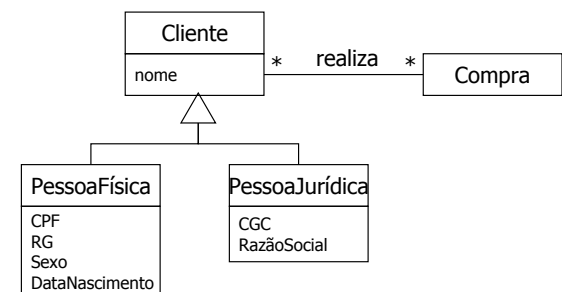 Cliente
nome
* realiza *
Compra
PessoaFísica
CPF
RG
Sexo
DataNascimento
PessoaJurídica
CGC
RazãoSocial